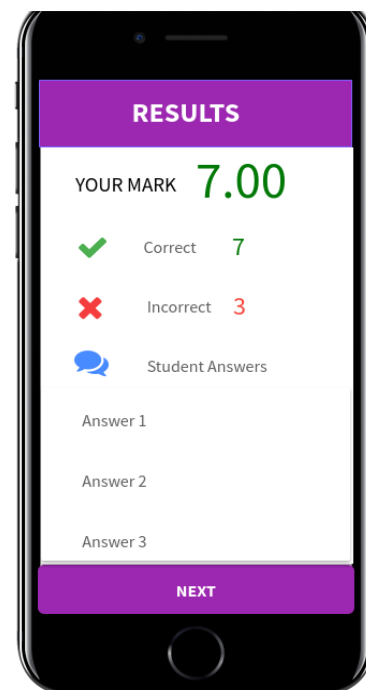 RESULTS
YOUR MARK 7.00
Correct 7
Incorrect 3
Student Answers
Answer 1
Answer 2
Answer 3
NEXT